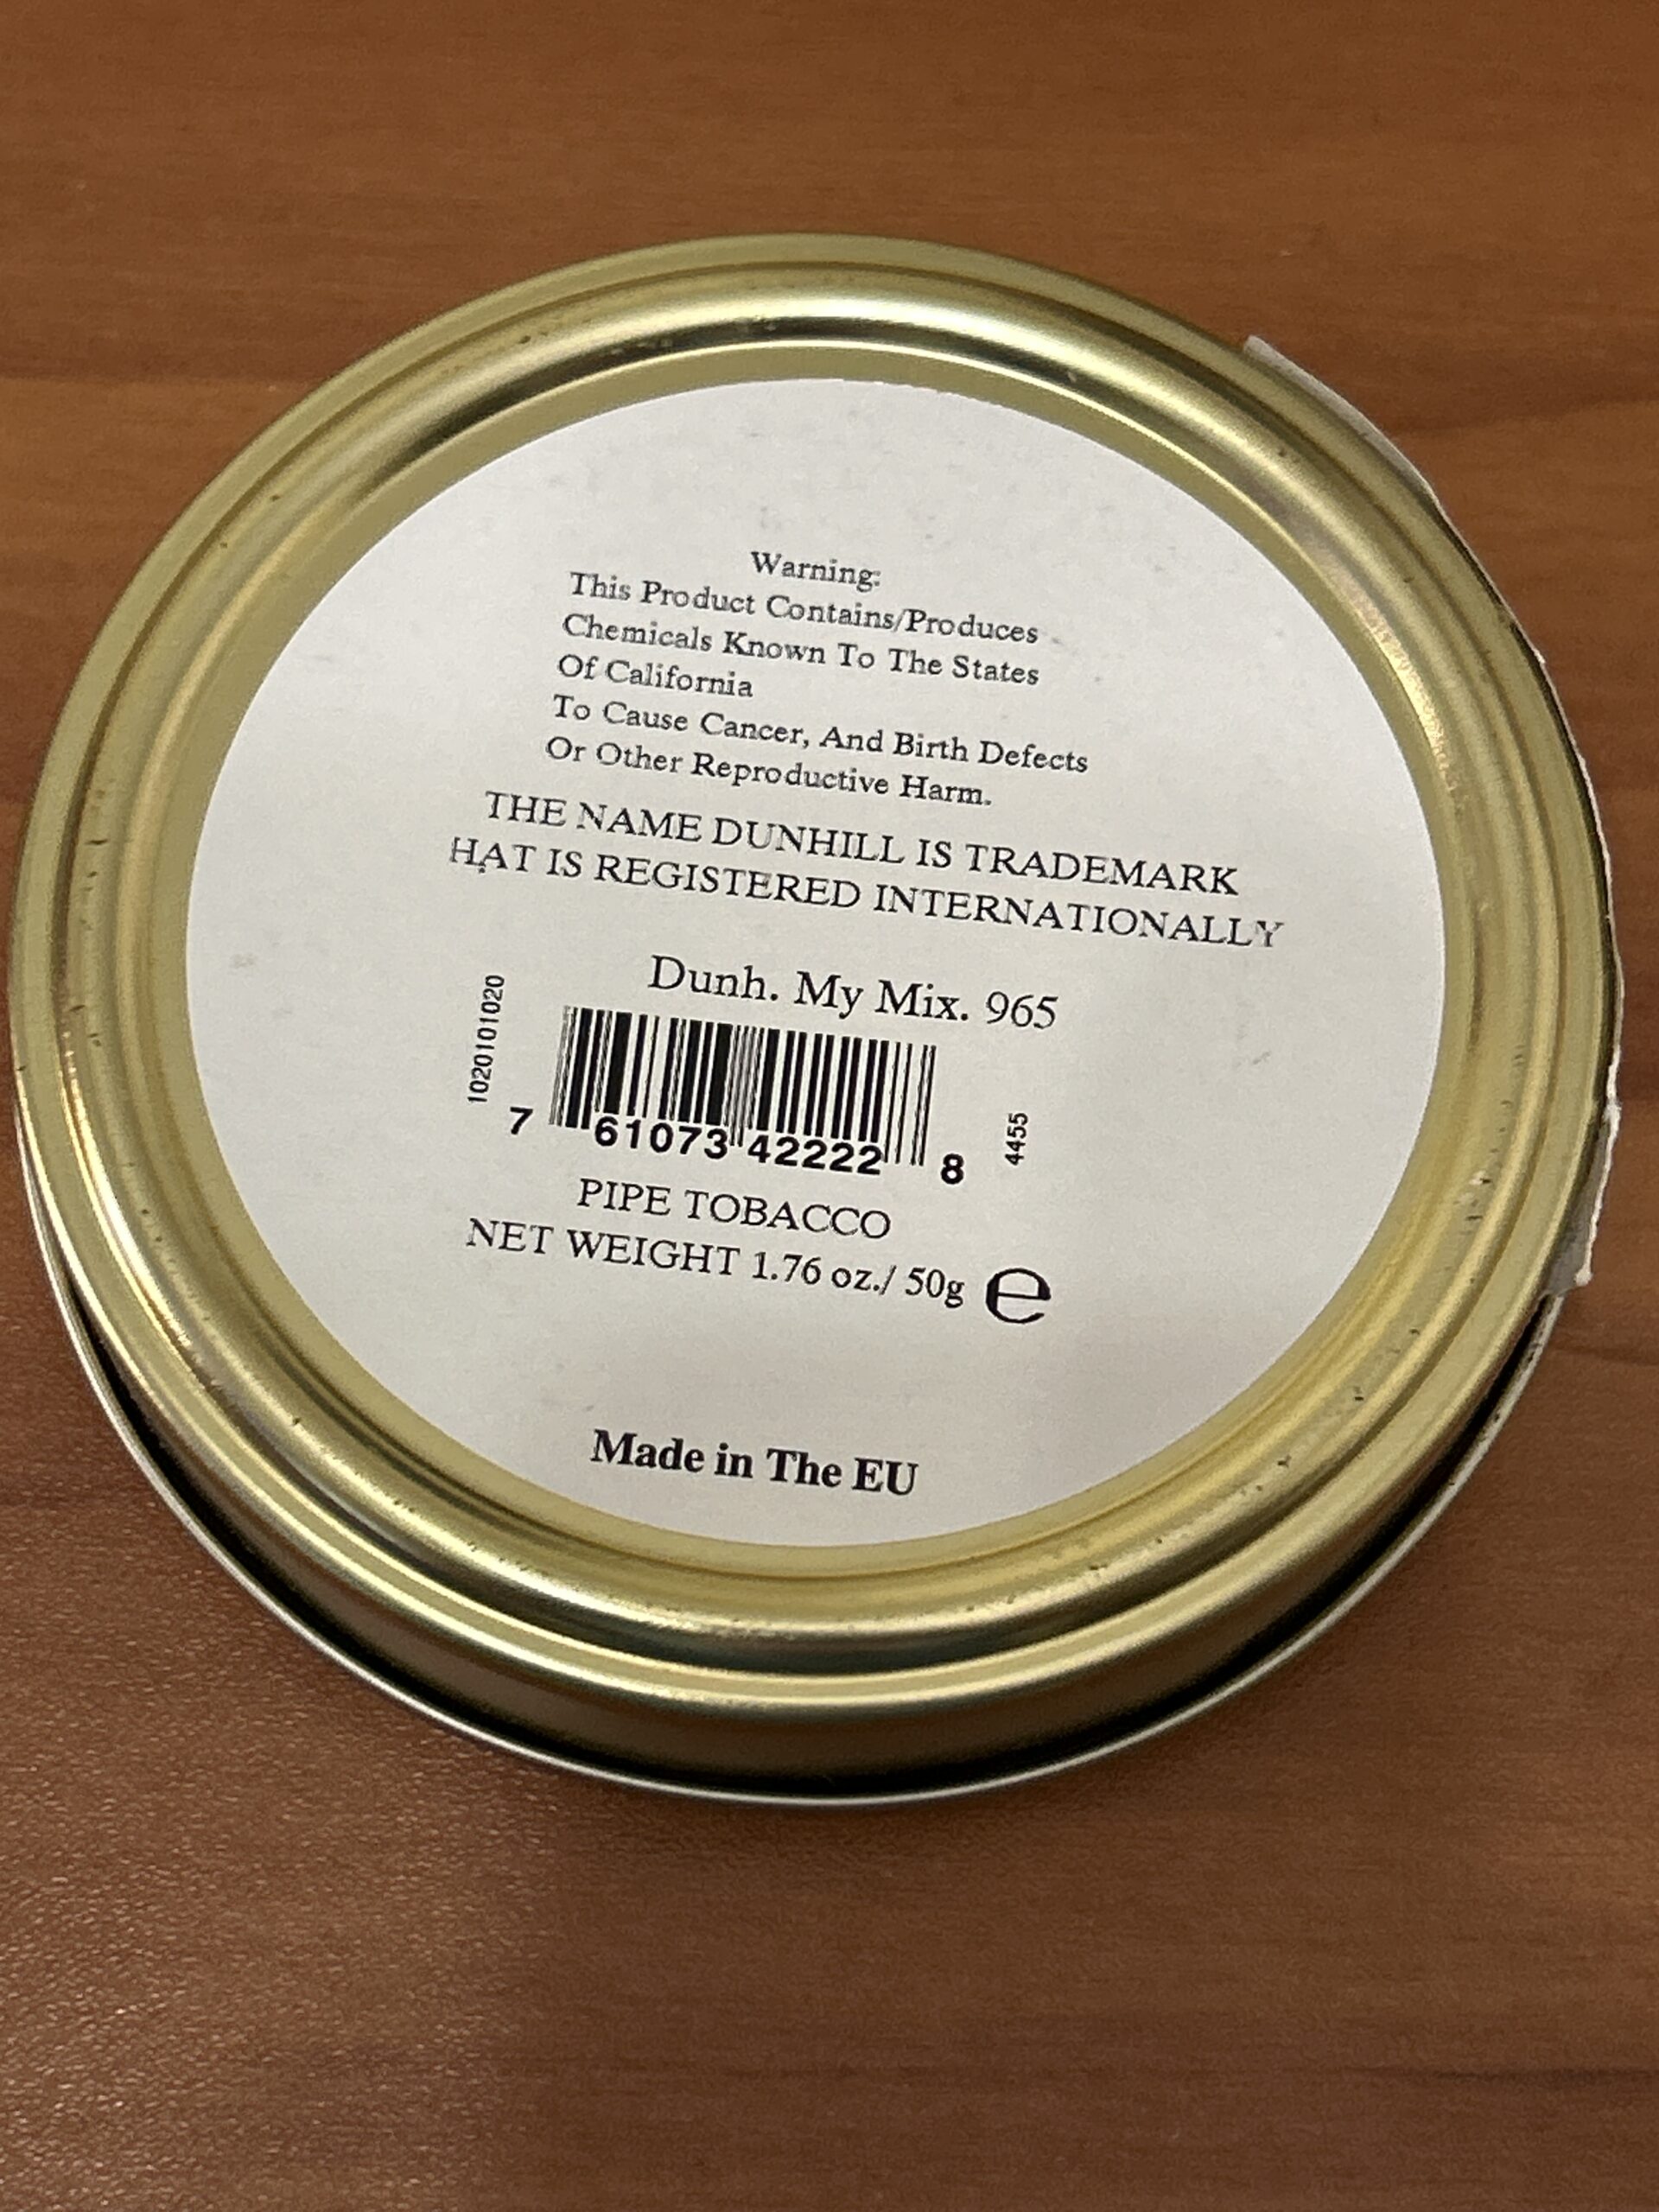 Warning:
This Product Contains/Produces
Chemicals Known To The States
Of California
To Cause Cancer, And Birth Defects
Or Other Reproductive Harm.
THE NAME DUNHILL IS TRADEMARK
HAT IS REGISTERED INTERNATIONALLY
Dunh. My Mix. 965
1020101020
7 61073 42222 8
4455
PIPE TOBACCO
NET WEIGHT 1.76 oz./ 50g e
Made in The EU